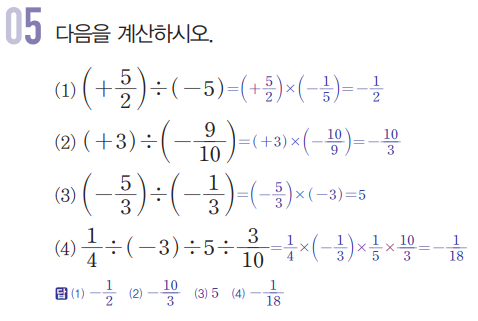 05 다음을 계산하시오.
(1) (+5/2)÷(-5)=(+5/2)×(-1/5)=-1/2
(2) (+3)÷(-9/10)=(+3)×(-10/9)=-10/3
(3) (-5/3)÷(-1/3)=(-5/3)×(-3)=5
(4) 1/4÷(-3)÷5÷3/10=1/4×(-1/3)×1/5×10/3=-1/18
답 (1) -1/2 (2) -10/3 (3) 5 (4) -1/18